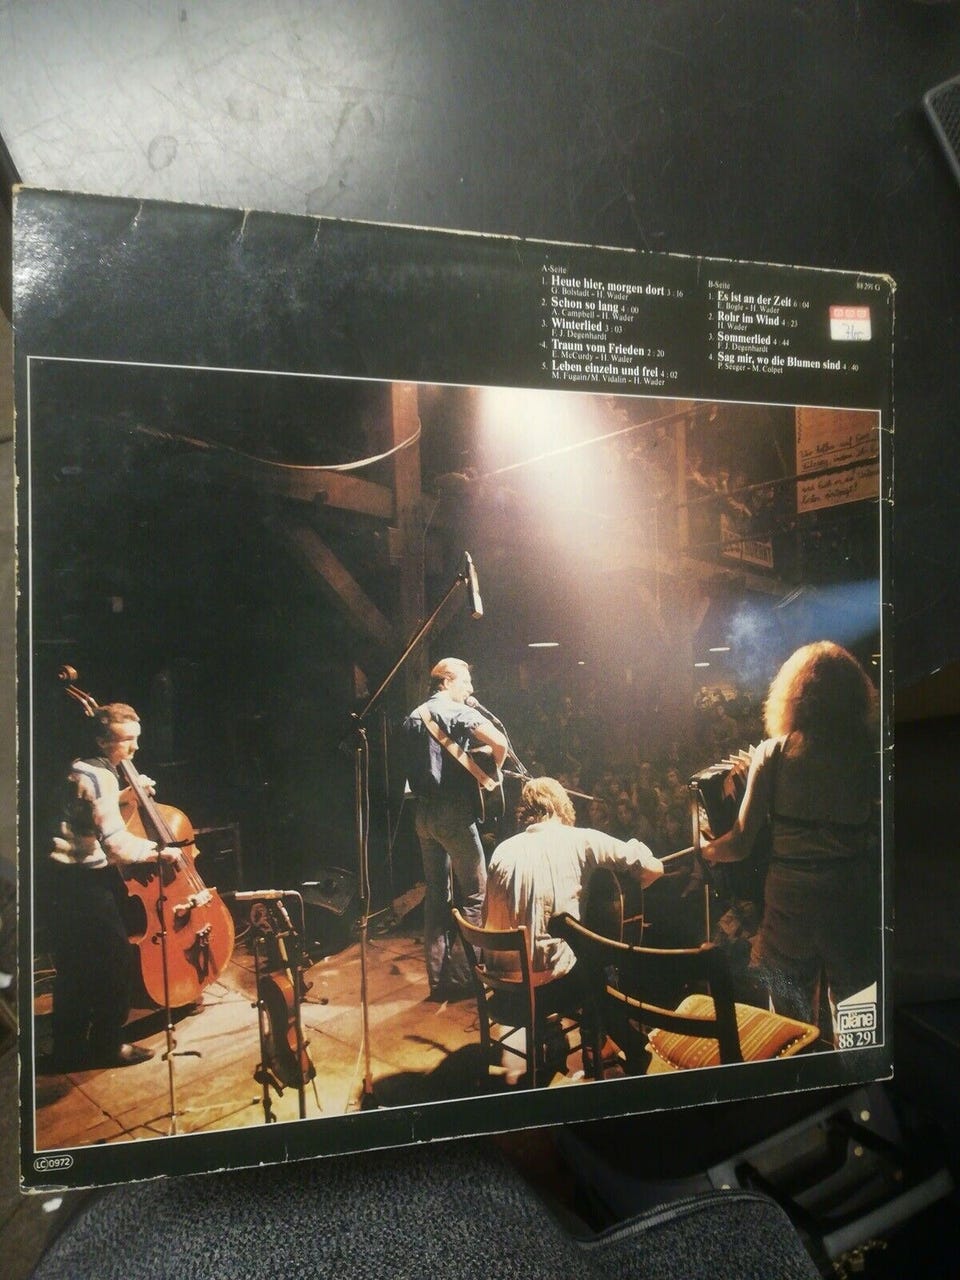 A-Seite
1. Heute hier, morgen dort 3:16
G. Bolstadt - H. Wader
2. Schon so lang 4:00
A. Campbell - H. Wader
3. Winterlied 3:03
F. J. Degenhardt
4. Traum vom Frieden 2:20
E. McCurdy - H. Wader
5. Leben einzeln und frei 4:02
M. Fugain/M. Vidalin - H. Wader
B-Seite
1. Es ist an der Zeit 6:04
E. Bogle - H. Wader
2. Rohr im Wind 4:23
H. Wader
3. Sommerlied 4:44
F. J. Degenhardt
4. Sag mir, wo die Blumen sind 4:40
P. Seeger - M. Colpet
88 291 G
pläne
88 291
LC 0972